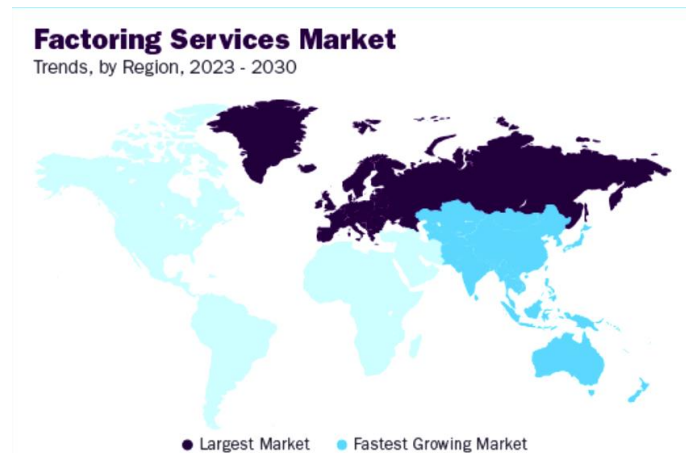 Factoring Services Market
Trends, by Region, 2023 - 2030
Largest Market
Fastest Growing Market